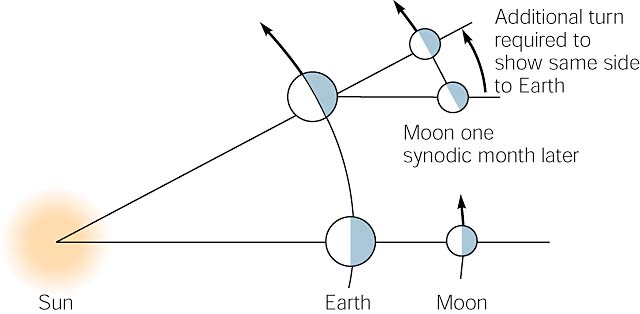 Additional turn
required to
show same side
to Earth
Moon one
synodic month later
Sun
Earth
Moon